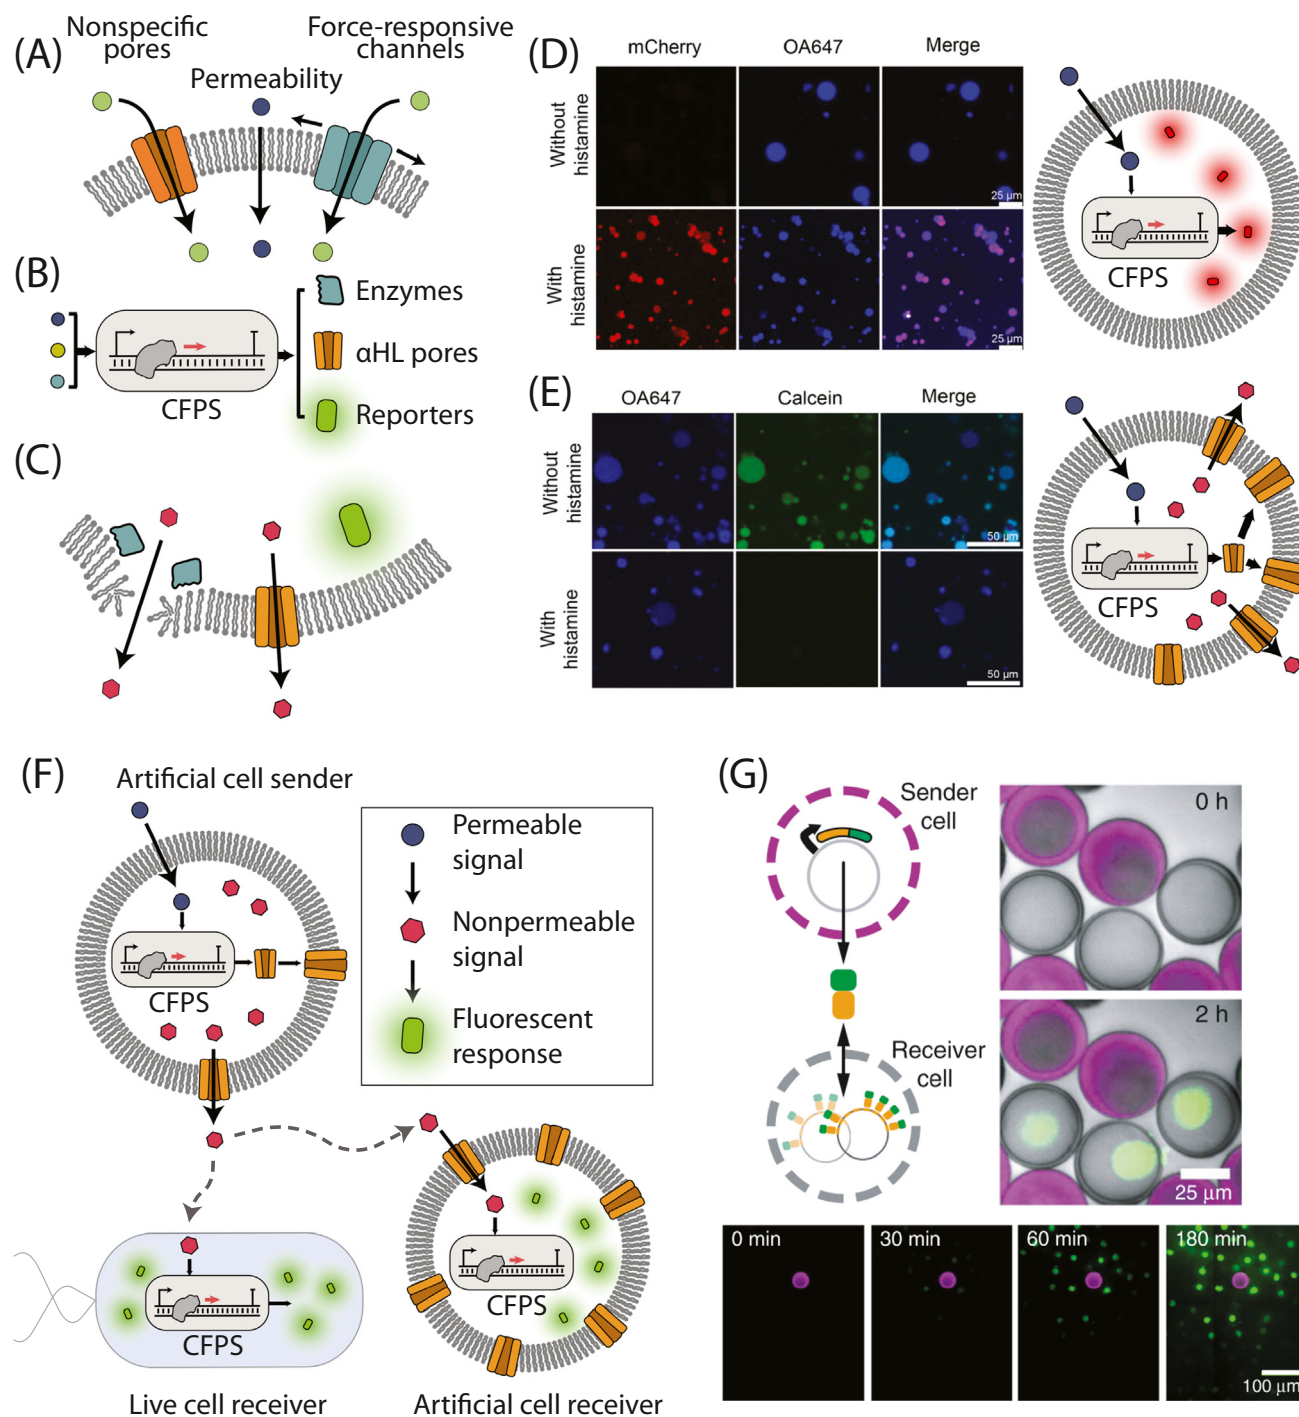 (A)
Nonspecific
pores
Permeability
Force-responsive
channels
(B)
CFPS
Enzymes
αHL pores
Reporters
(C)
(D)
mCherry
OA647
Merge
Without
histamine
25 µm
With
histamine
25 µm
CFPS
(E)
OA647
Calcein
Merge
Without
histamine
50 µm
With
histamine
50 µm
CFPS
(F)
Artificial cell sender
CFPS
Permeable
signal
Nonpermeable
signal
Fluorescent
response
CFPS
Live cell receiver
CFPS
Artificial cell receiver
(G)
Sender
cell
Receiver
cell
0 h
2 h
25 µm
0 min
30 min
60 min
180 min
100 µm